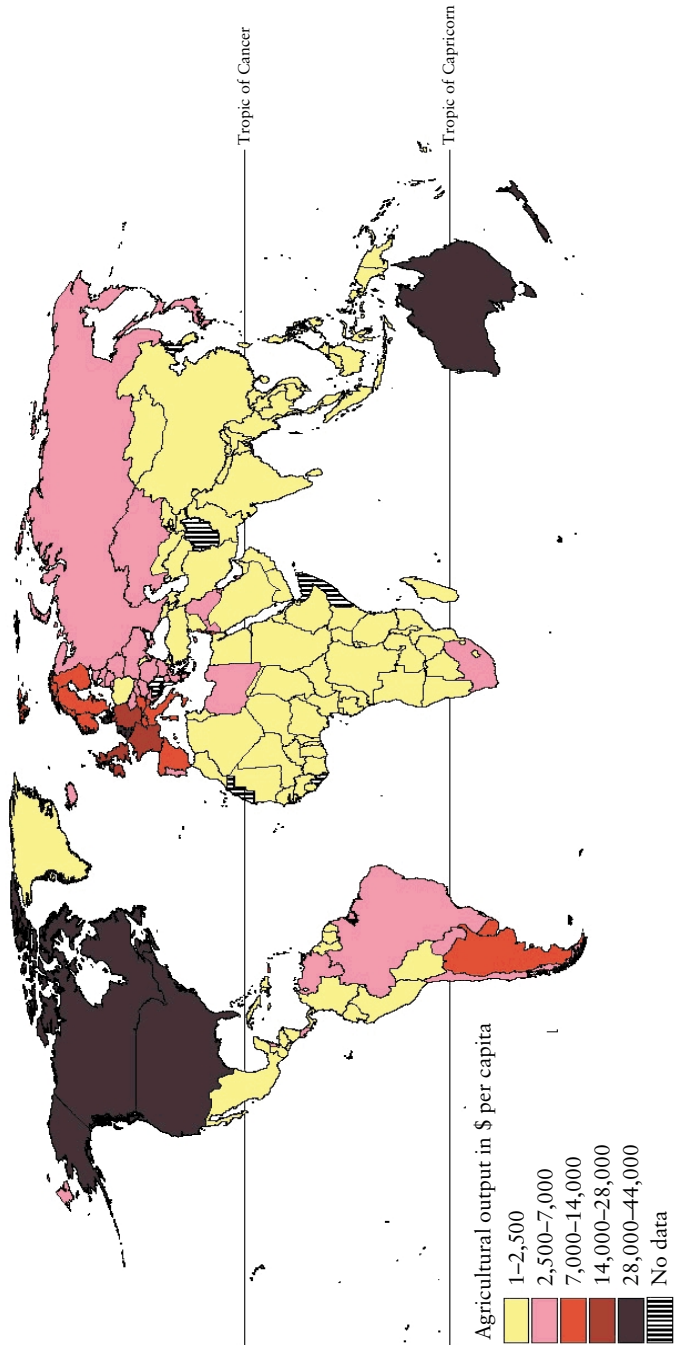 Tropic of Cancer
Tropic of Capricorn
Agricultural output in $ per capita
1–2,500
2,500–7,000
7,000–14,000
14,000–28,000
28,000–44,000
No data